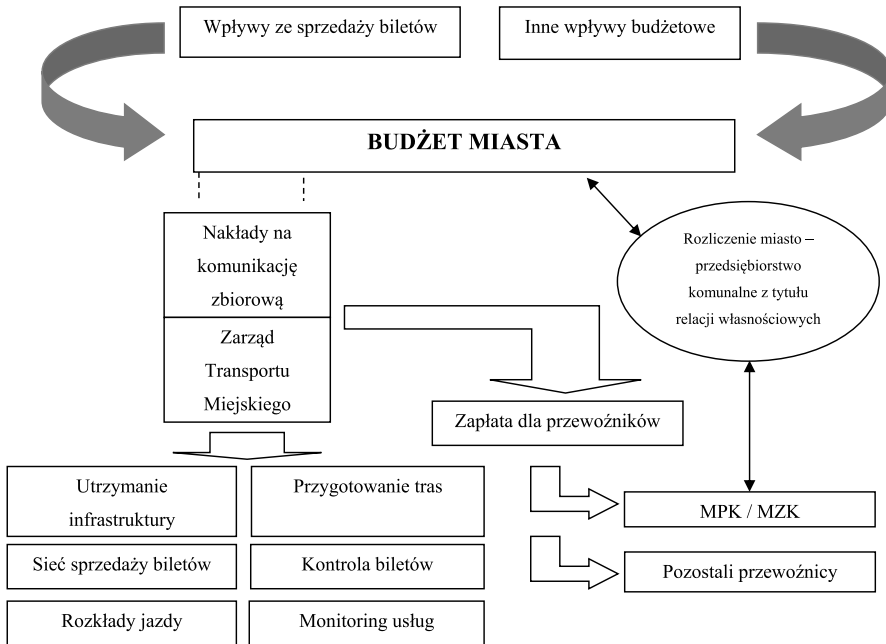 Wpływy ze sprzedaży biletów
Inne wpływy budżetowe
BUDŻET MIASTA
Nakłady na
komunikację
zbiorową
Zarząd
Transportu
Miejskiego
Rozliczenie miasto –
przedsiębiorstwo
komunalne z tytułu
relacji własnościowych
Zapłata dla przewoźników
Utrzymanie
infrastruktury
Przygotowanie tras
MPK / MZK
Sieć sprzedaży biletów
Kontrola biletów
Pozostali przewoźnicy
Rozkłady jazdy
Monitoring usług